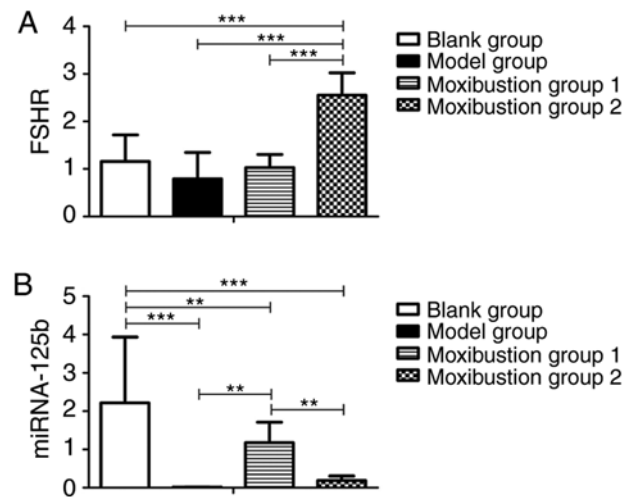 A
FSHR
4
3
2
1
0
***
***
***
Blank group
Model group
Moxibustion group 1
Moxibustion group 2
B
miRNA-125b
5
4
3
2
1
0
***
**
***
**
**
Blank group
Model group
Moxibustion group 1
Moxibustion group 2